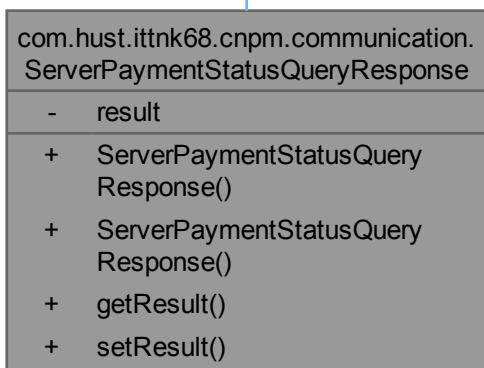 com.hust.ittnk68.cnpm.communication.
ServerPaymentStatusQueryResponse
- result
+ ServerPaymentStatusQuery
Response()
+ ServerPaymentStatusQuery
Response()
+ getResult()
+ setResult()